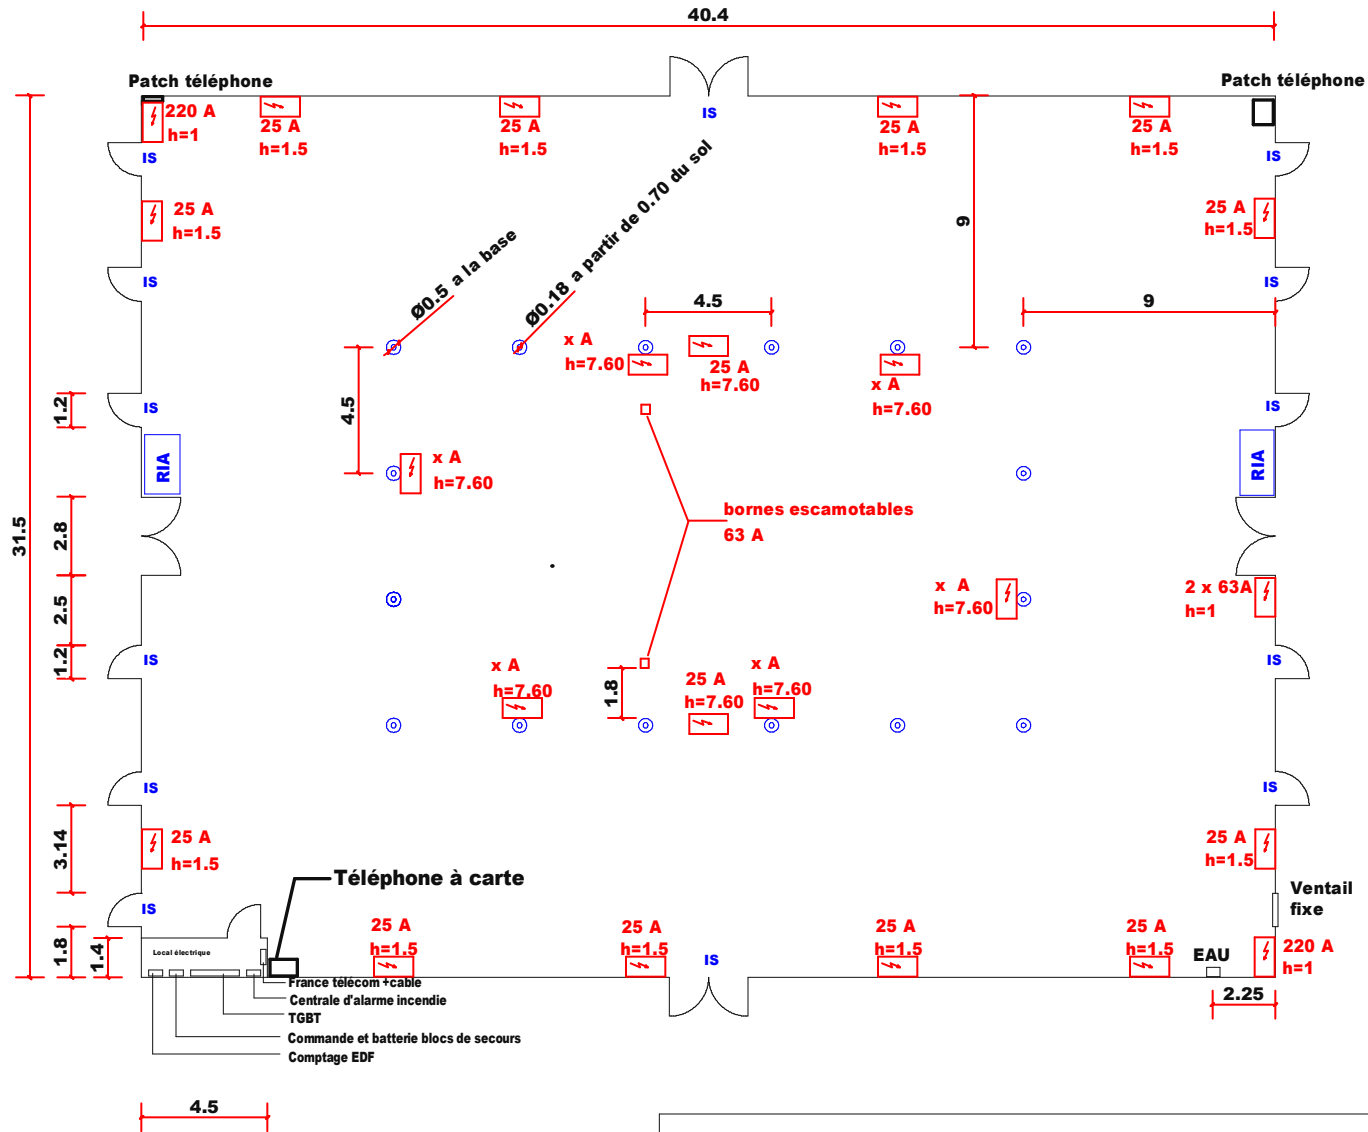 40.4
Patch téléphone
Patch téléphone
220 A
h=1
25 A
h=1.5
25 A
h=1.5
IS
25 A
h=1.5
25 A
h=1.5
IS
IS
25 A
h=1.5
25 A
h=1.5
9
Ø0.5 a la base
Ø0.18 a partir de 0.70 du sol
IS
IS
4.5
9
x A
h=7.60
25 A
h=7.60
x A
h=7.60
1.2
IS
4.5
IS
RIA
x A
h=7.60
RIA
31.5
2.8
bornes escamotables
63 A
2.5
x A
h=7.60
2 x 63A
h=1
1.2
IS
x A
h=7.60
1.8
25 A
h=7.60
x A
h=7.60
IS
IS
IS
3.14
25 A
h=1.5
25 A
h=1.5
Téléphone à carte
Ventail
fixe
IS
1.8
1.4
Local électrique
25 A
h=1.5
25 A
h=1.5
IS
25 A
h=1.5
25 A
h=1.5
EAU
220 A
h=1
2.25
France télécom +cable
Centrale d'alarme incendie
TGBT
Commande et batterie blocs de secours
Comptage EDF
4.5